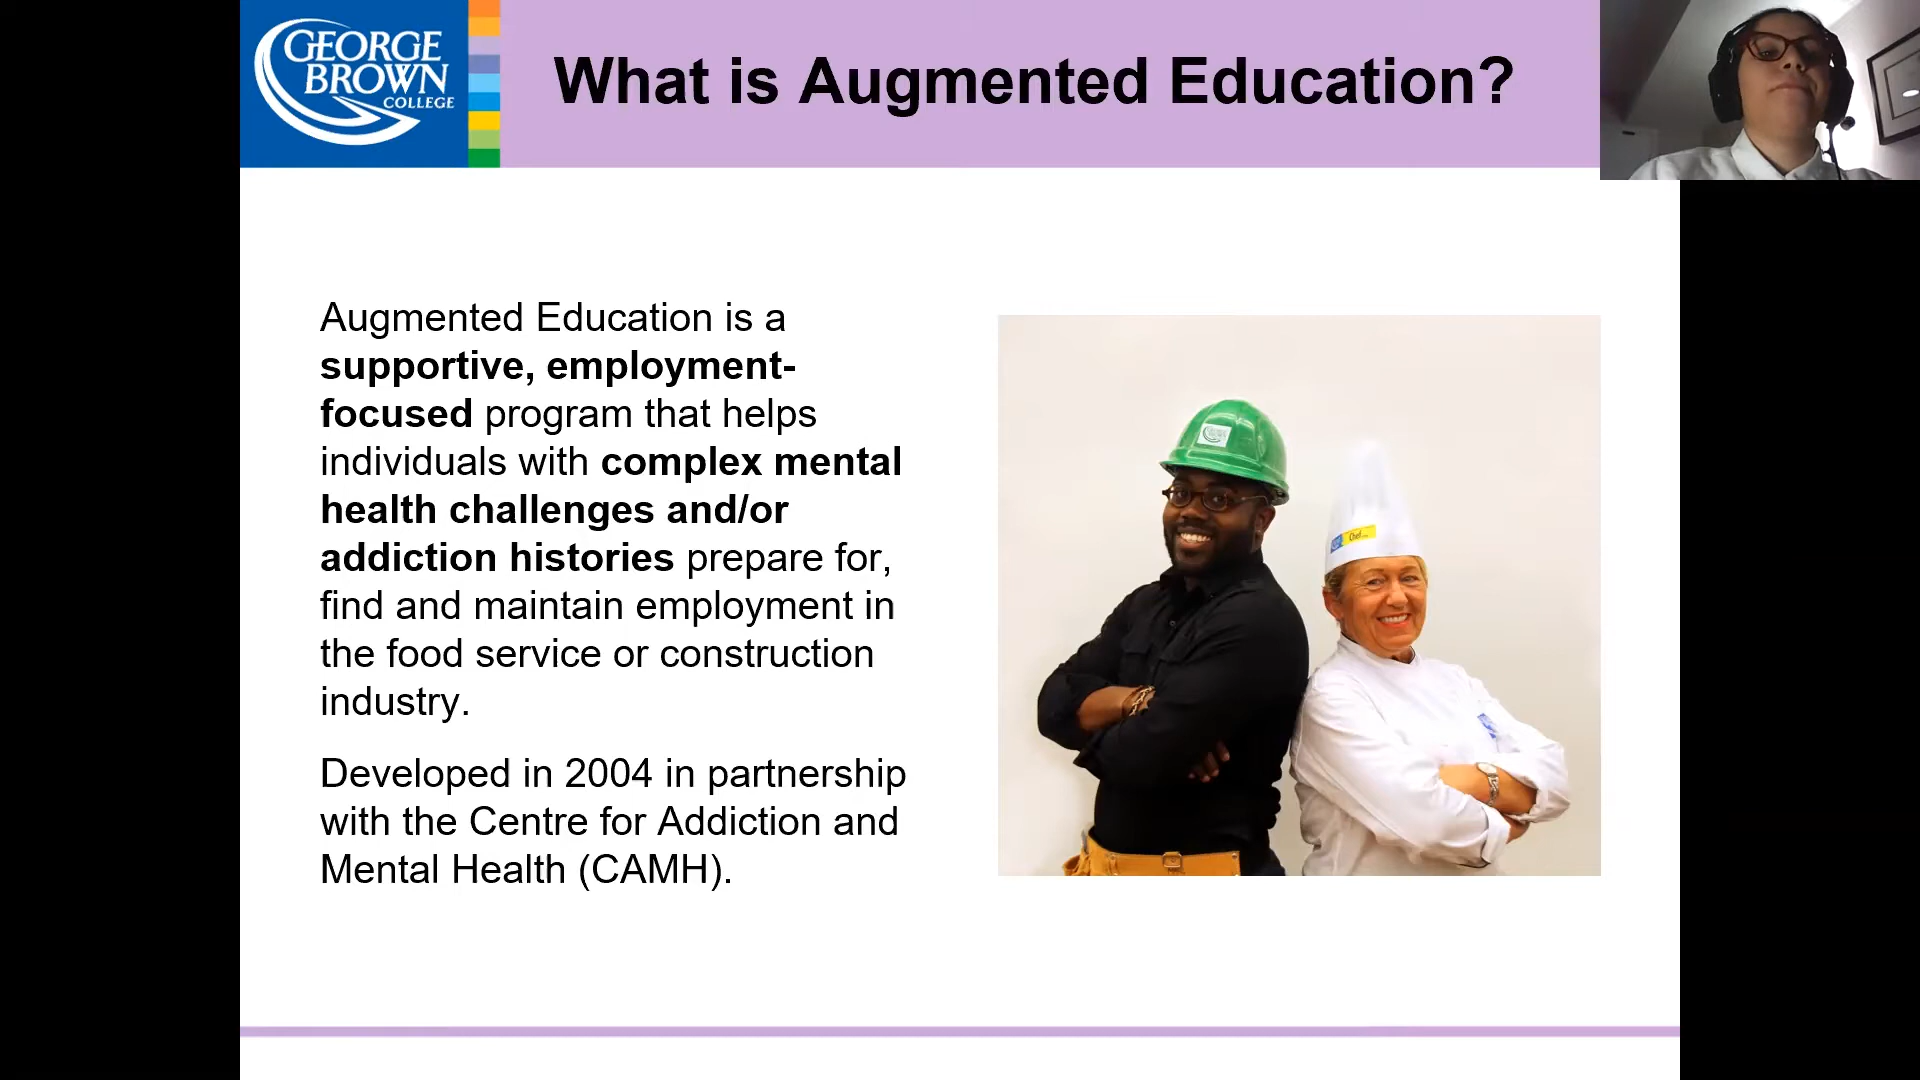 GEORGE
BROWN
COLLEGE
What is Augmented Education?
Augmented Education is a
supportive, employment-
focused program that helps
individuals with complex mental
health challenges and/or
addiction histories prepare for,
find and maintain employment in
the food service or construction
industry.
Developed in 2004 in partnership
with the Centre for Addiction and
Mental Health (CAMH).
Chef